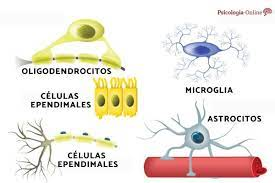 Psicología-Online
OLIGODENDROCITOS
MICROGLIA
CÉLULAS
EPENDIMALES
ASTROCITOS
CÉLULAS
EPENDIMALES